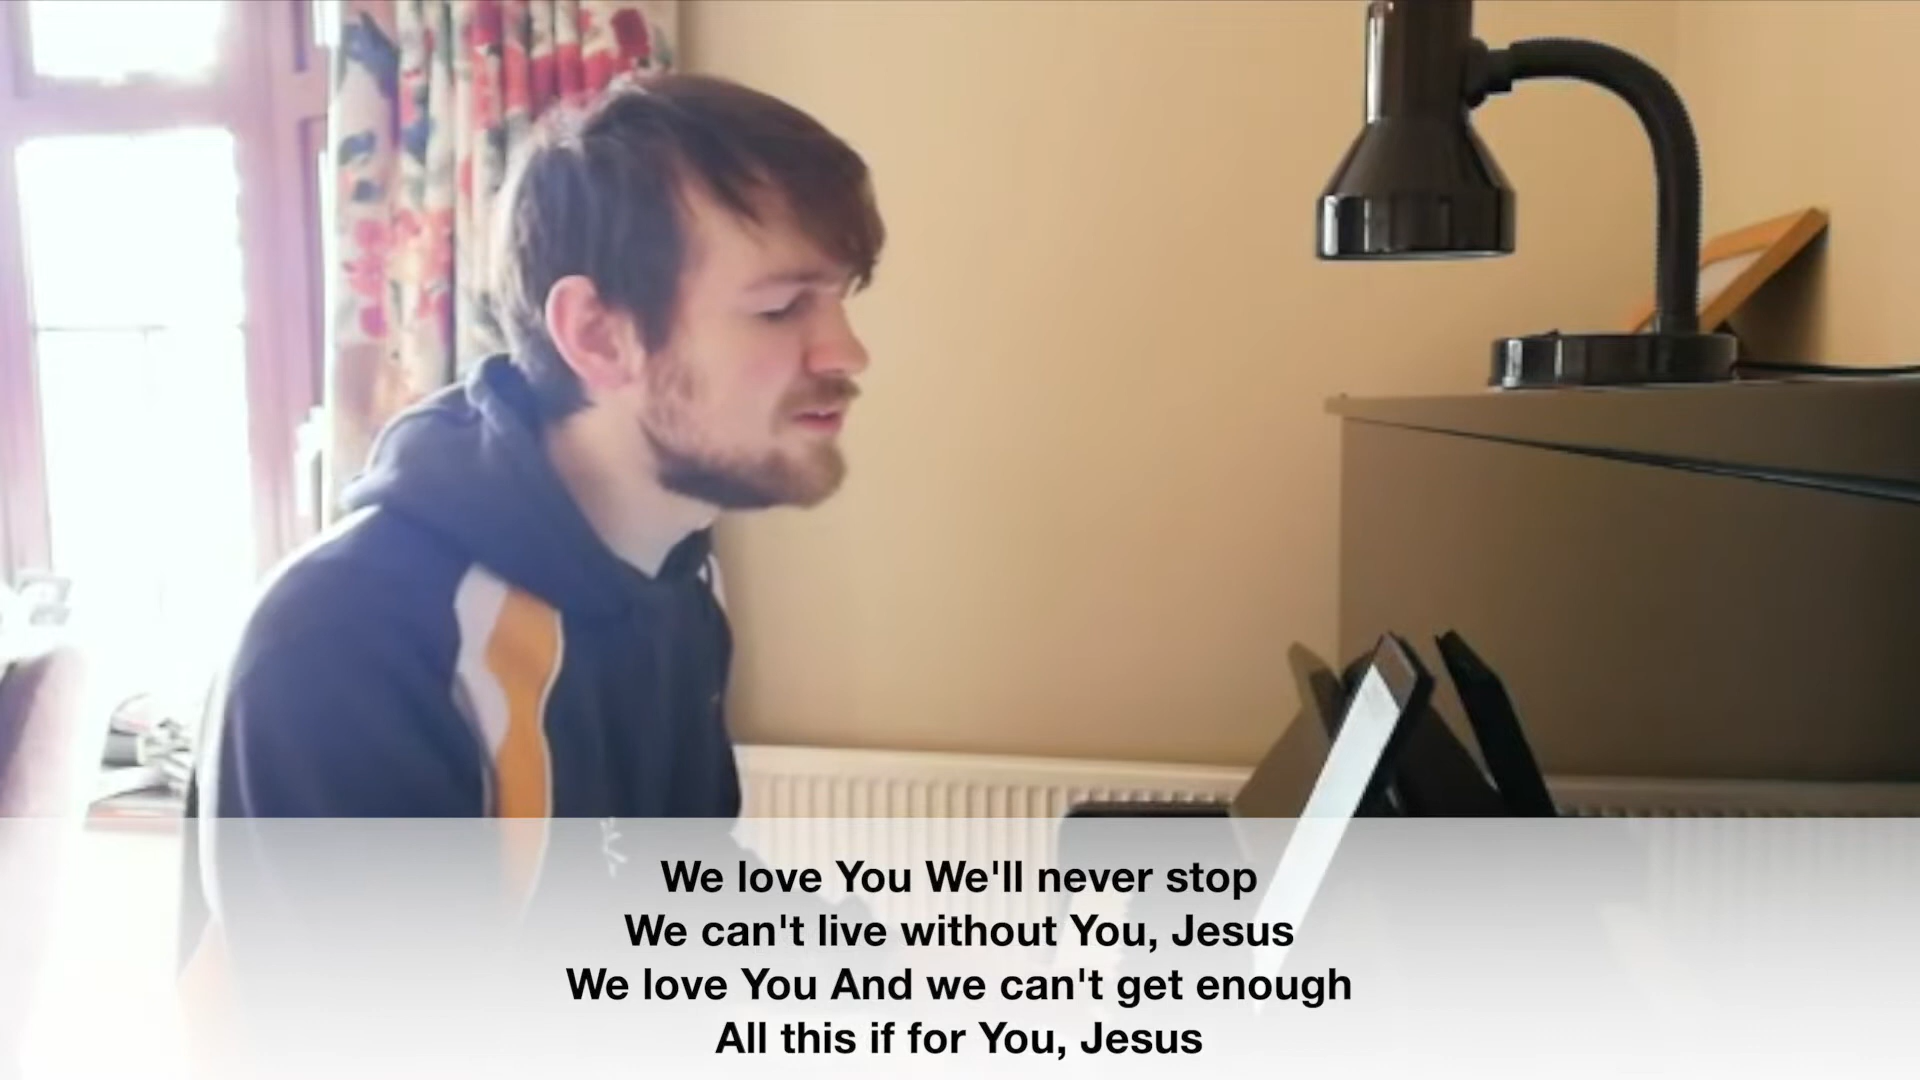 We love You We'll never stop
We can't live without You, Jesus
We love You And we can't get enough
All this if for You, Jesus